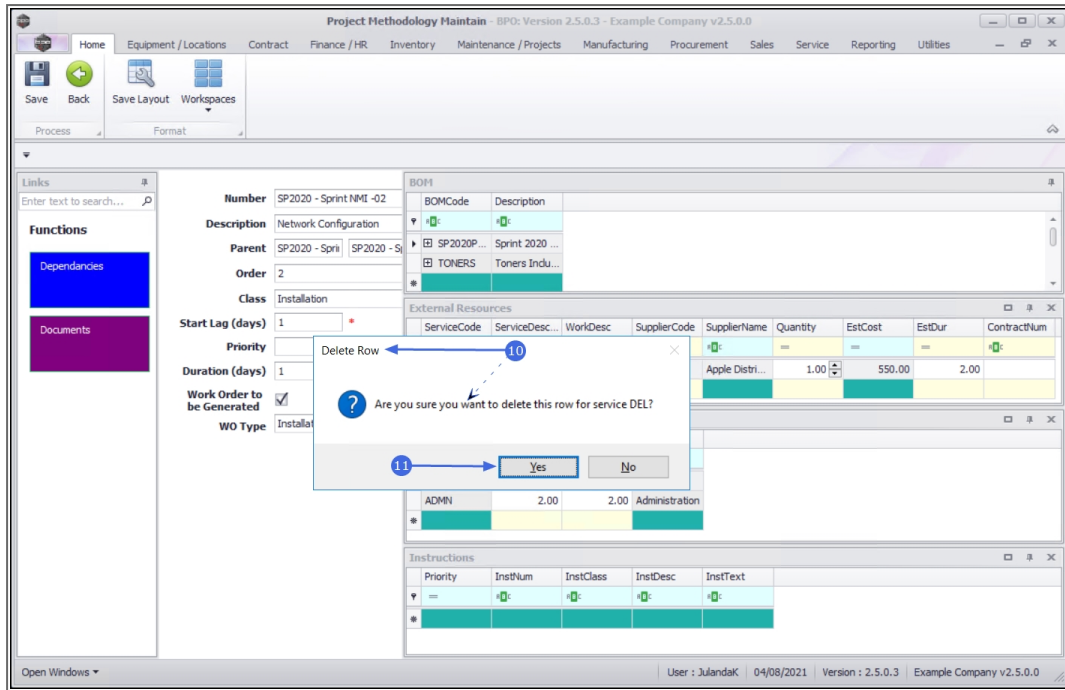 Project Methodology Maintain - BPO: Version 2.5.0.3 - Example Company v2.5.0.0
Home Equipment / Locations Contract Finance / HR Inventory Maintenance / Projects Manufacturing Procurement Sales Service Reporting Utilities
Save Back Save Layout Workspaces
Process Format
Links
Enter text to search...
Functions
Dependancies
Documents
Number SP2020 - Sprint NMI -02
Description Network Configuration
Parent SP2020 - Spri SP2020 - Sp
Order 2
Class Installation
Start Lag (days) 1 *
Priority
Duration (days) 1
Work Order to be Generated
WO Type Installat
BOM
BOMCode Description
SP2020P... Sprint 2020 ...
TONERS Toners Inclu...
External Resources
ServiceCode ServiceDesc... WorkDesc SupplierCode SupplierName Quantity EstCost EstDur ContractNum
= = =
Apple Distri... 1.00 550.00 2.00
Delete Row
10
Are you sure you want to delete this row for service DEL?
11
Yes No
ADMN 2.00 2.00 Administration
Instructions
Priority InstNum InstClass InstDesc InstText
=
Open Windows User : JulandaK 04/08/2021 Version : 2.5.0.3 Example Company v2.5.0.0